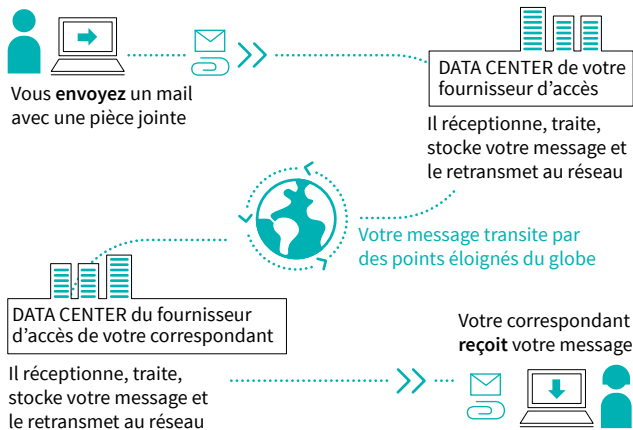 Vous envoyez un mail
avec une pièce jointe
DATA CENTER de votre
fournisseur d'accès
Il réceptionne, traite,
stocke votre message et
le retransmet au réseau
Votre message transite par
des points éloignés du globe
DATA CENTER du fournisseur
d'accès de votre correspondant
Il réceptionne, traite,
stocke votre message et
le retransmet au réseau
Votre correspondant
reçoit votre message